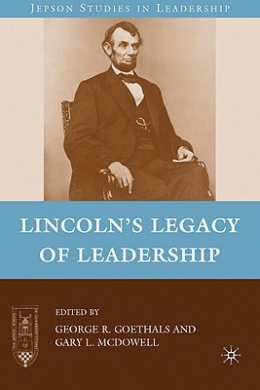 JEPSON STUDIES IN LEADERSHIP
LINCOLN'S LEGACY
OF LEADERSHIP
EDITED BY
GEORGE R. GOETHALS AND
GARY L. MCDOWELL